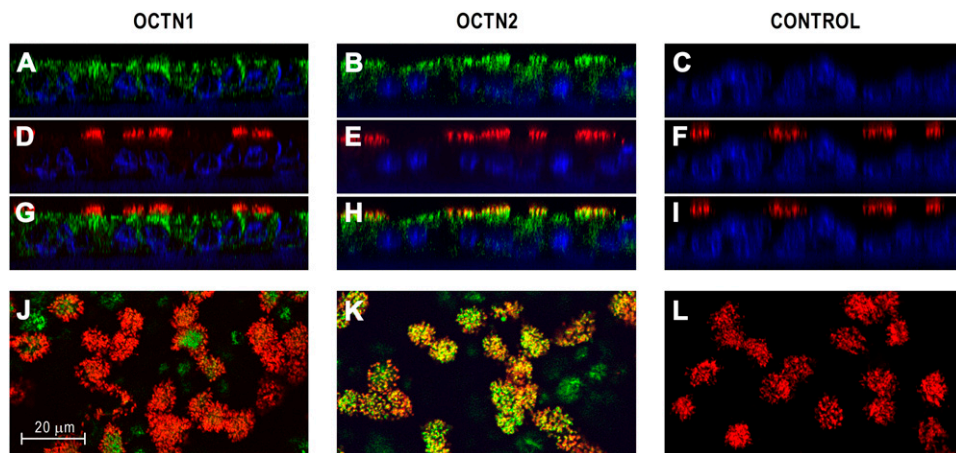 OCTN1 OCTN2 CONTROL
A B C
D E F
G H I
J K L
20 μm